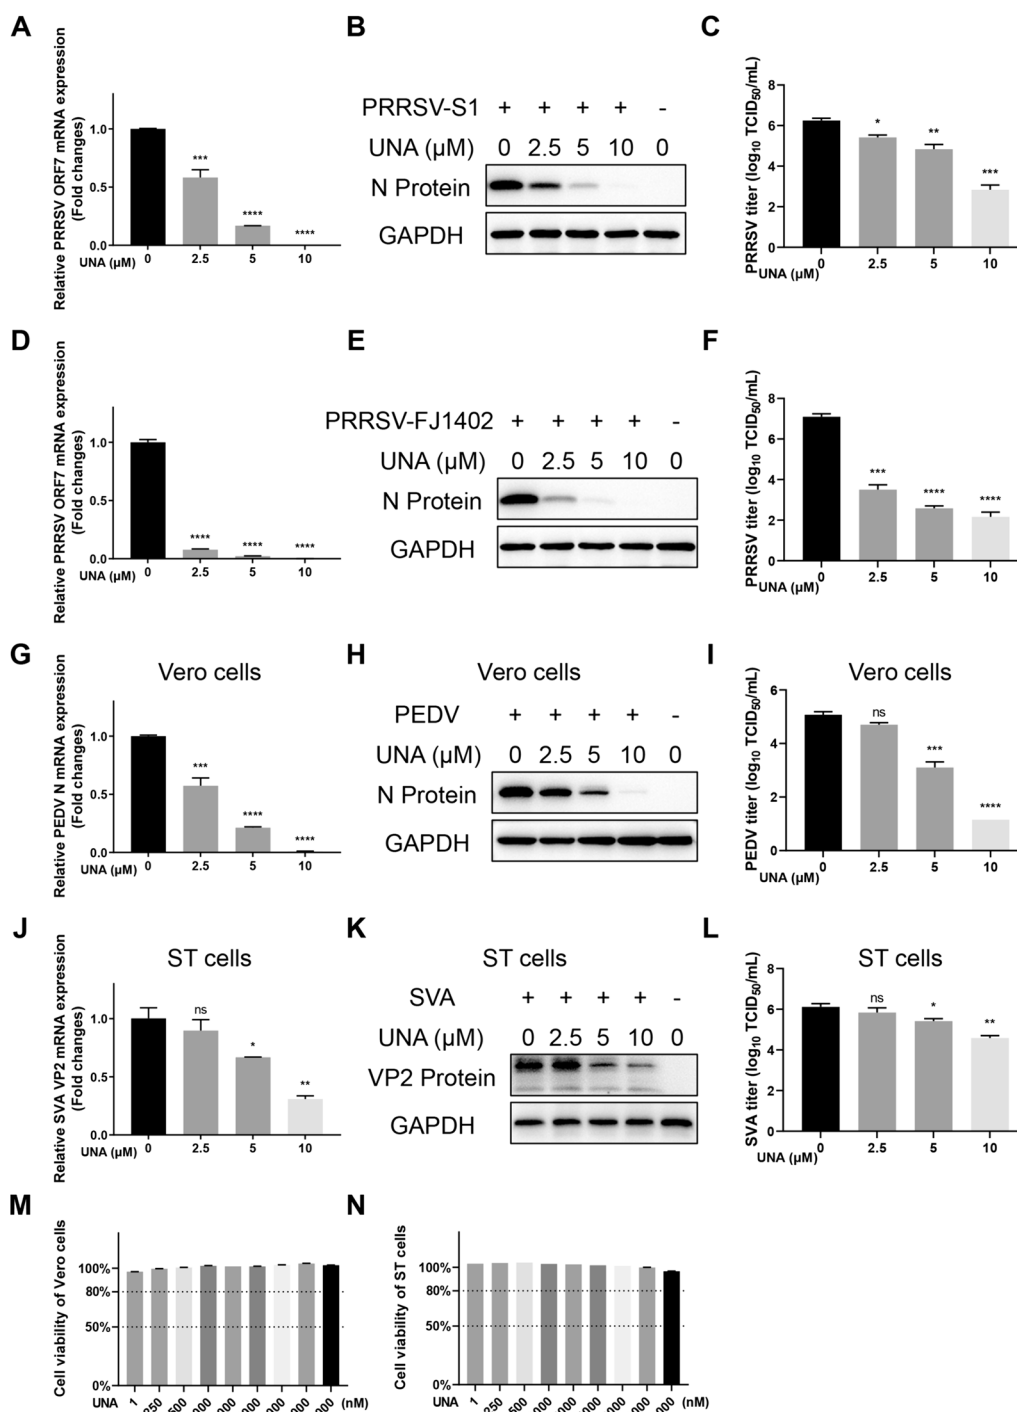 A
Relative PRRSV ORF7 mRNA expression
(Fold changes)
1.0
0.5
0.0
***
****
****
UNA (μM)
0 2.5 5 10
B
PRRSV-S1 + + + + -
UNA (μM) 0 2.5 5 10 0
N Protein
GAPDH
C
PRRSV titer (log10 TCID50/mL)
8
6
4
2
0
*
**
***
UNA (μM)
0 2.5 5 10
D
Relative PRRSV ORF7 mRNA expression
(Fold changes)
1.0
0.5
0.0
****
****
****
UNA (μM)
0 2.5 5 10
E
PRRSV-FJ1402 + + + + -
UNA (μM) 0 2.5 5 10 0
N Protein
GAPDH
F
PRRSV titer (log10 TCID50/mL)
8
6
4
2
0
***
****
****
UNA (μM)
0 2.5 5 10
G
Vero cells
Relative PEDV N mRNA expression
(Fold changes)
1.0
0.5
0.0
***
****
****
UNA (μM)
0 2.5 5 10
H
Vero cells
PEDV + + + + -
UNA (μM) 0 2.5 5 10 0
N Protein
GAPDH
I
Vero cells
PEDV titer (log10 TCID50/mL)
6
4
2
0
ns
***
****
UNA (μM)
0 2.5 5 10
J
ST cells
Relative SVA VP2 mRNA expression
(Fold changes)
1.0
0.5
0.0
ns
*
**
UNA (μM)
0 2.5 5 10
K
ST cells
SVA + + + + -
UNA (μM) 0 2.5 5 10 0
VP2 Protein
GAPDH
L
ST cells
SVA titer (log10 TCID50/mL)
8
6
4
2
0
ns
*
**
UNA (μM)
0 2.5 5 10
M
Cell viability of Vero cells
100%
80%
50%
0%
UNA 1 250 500 (nM)
N
Cell viability of ST cells
100%
80%
50%
0%
UNA 1 250 500 (nM)